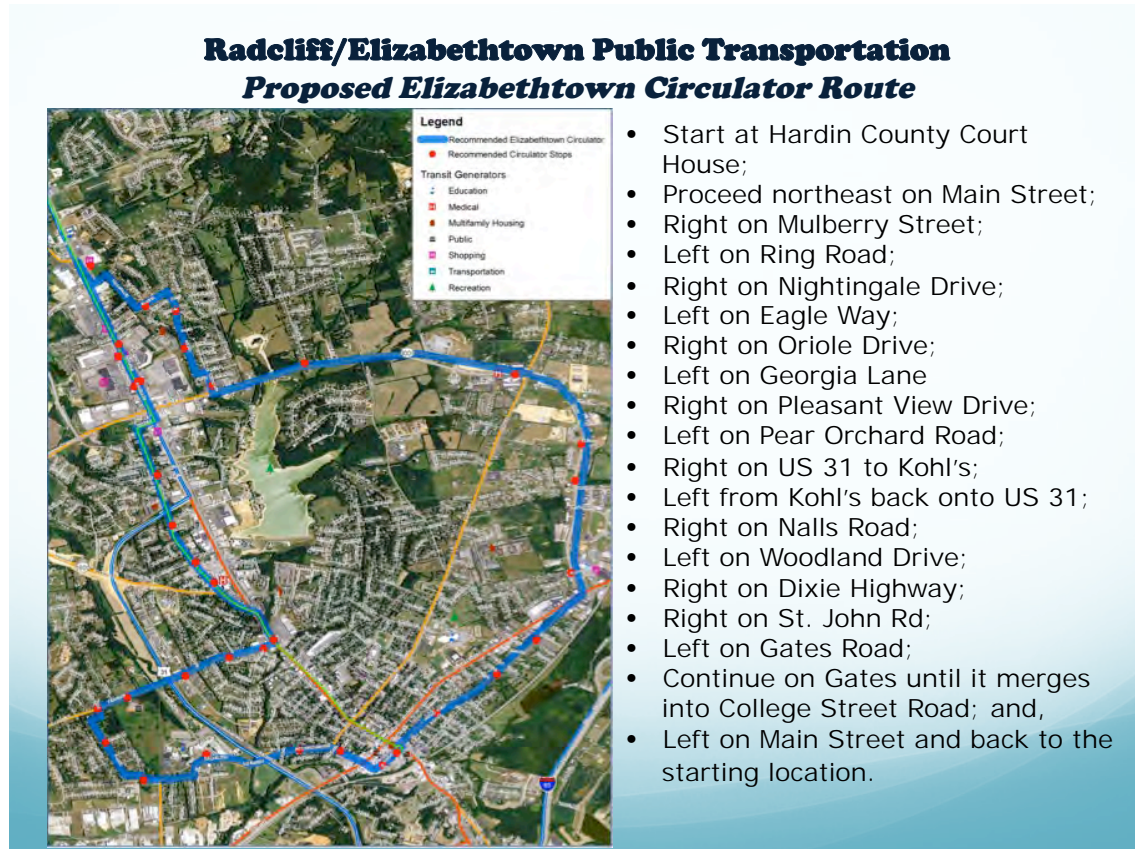 Radcliff/Elizabethtown Public Transportation
Proposed Elizabethtown Circulator Route
Legend
Recommended Elizabethtown Circulator
Recommended Circulator Stops
Transit Generators
Education
Medical
Multifamily Housing
Public
Shopping
Transportation
Recreation
31
65
• Start at Hardin County Court
House;
• Proceed northeast on Main Street;
• Right on Mulberry Street;
• Left on Ring Road;
• Right on Nightingale Drive;
• Left on Eagle Way;
• Right on Oriole Drive;
• Left on Georgia Lane
• Right on Pleasant View Drive;
• Left on Pear Orchard Road;
• Right on US 31 to Kohl's;
• Left from Kohl's back onto US 31;
• Right on Nalls Road;
• Left on Woodland Drive;
• Right on Dixie Highway;
• Right on St. John Rd;
• Left on Gates Road;
• Continue on Gates until it merges
into College Street Road; and,
• Left on Main Street and back to the
starting location.